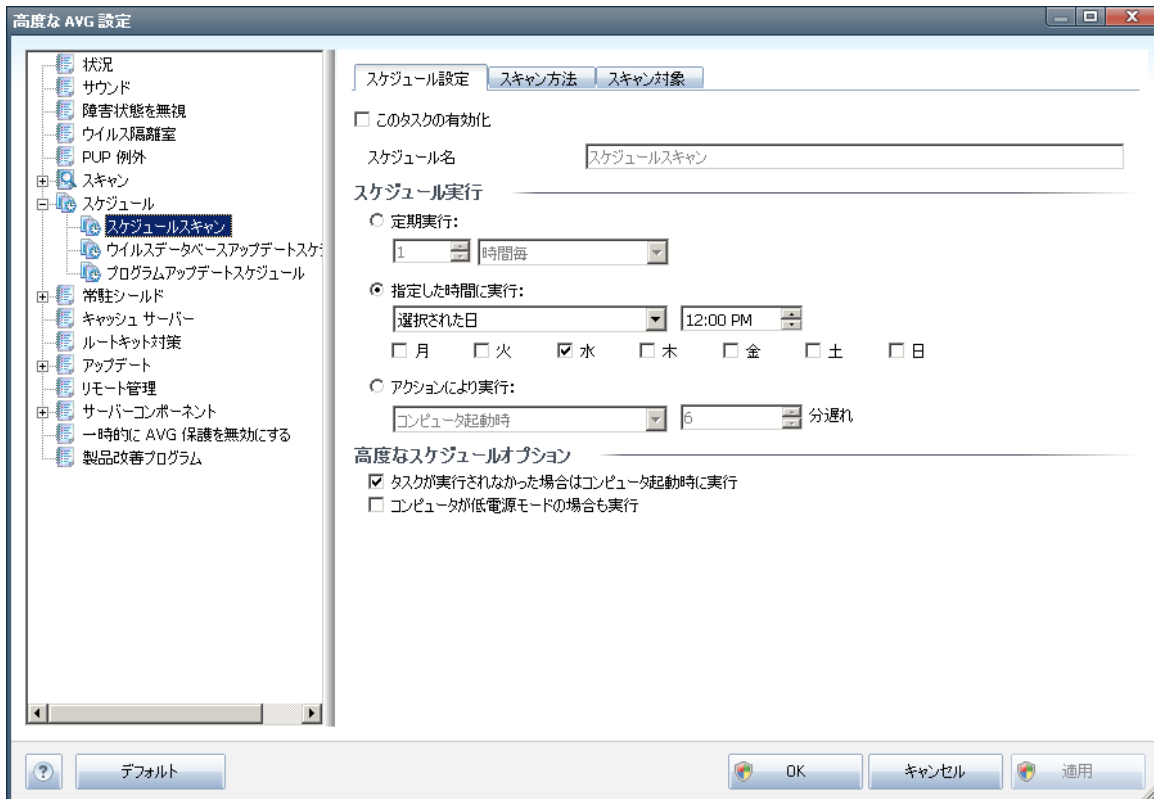 高度な AVG 設定
状況
サウンド
障害状態を無視
ウイルス隔離室
PUP 例外
スキャン
スケジュール
スケジュールスキャン
ウイルスデータベースアップデートスケ
プログラムアップデートスケジュール
常駐シールド
キャッシュ サーバー
ルートキット対策
アップデート
リモート管理
サーバーコンポーネント
一時的に AVG 保護を無効にする
製品改善プログラム
スケジュール設定 スキャン方法 スキャン対象
このタスクの有効化
スケジュール名 スケジュールスキャン
スケジュール実行
定期実行:
1 時間毎
指定した時間に実行:
選択された日 12:00 PM
月 火 水 木 金 土 日
アクションにより実行:
コンピュータ起動時 6 分遅れ
高度なスケジュールオプション
タスクが実行されなかった場合はコンピュータ起動時に実行
コンピュータが低電源モードの場合も実行
? デフォルト OK キャンセル 適用